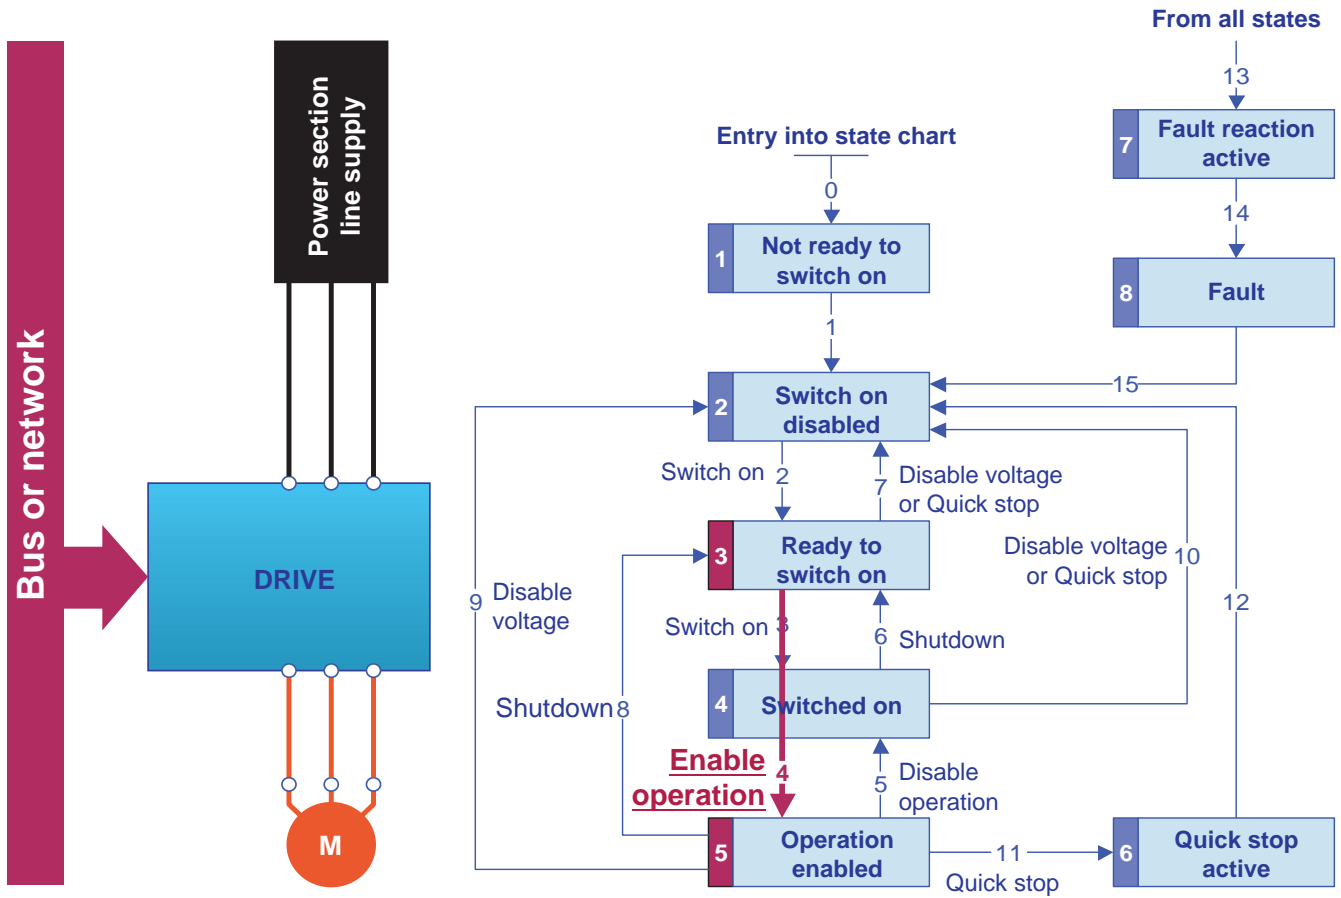 From all states
13
7
Fault reaction
active
14
8
Fault
15
Entry into state chart
0
1
Not ready to
switch on
1
2
Switch on
disabled
Switch on 2
7 Disable voltage
or Quick stop
3
Ready to
switch on
Disable voltage 10
or Quick stop
9 Disable
voltage
12
Switch on 3
6 Shutdown
Shutdown 8
4
Switched on
Enable 4
operation
5 Disable
operation
5
Operation
enabled
11
Quick stop
6
Quick stop
active
Bus or network
Power section
line supply
DRIVE
M